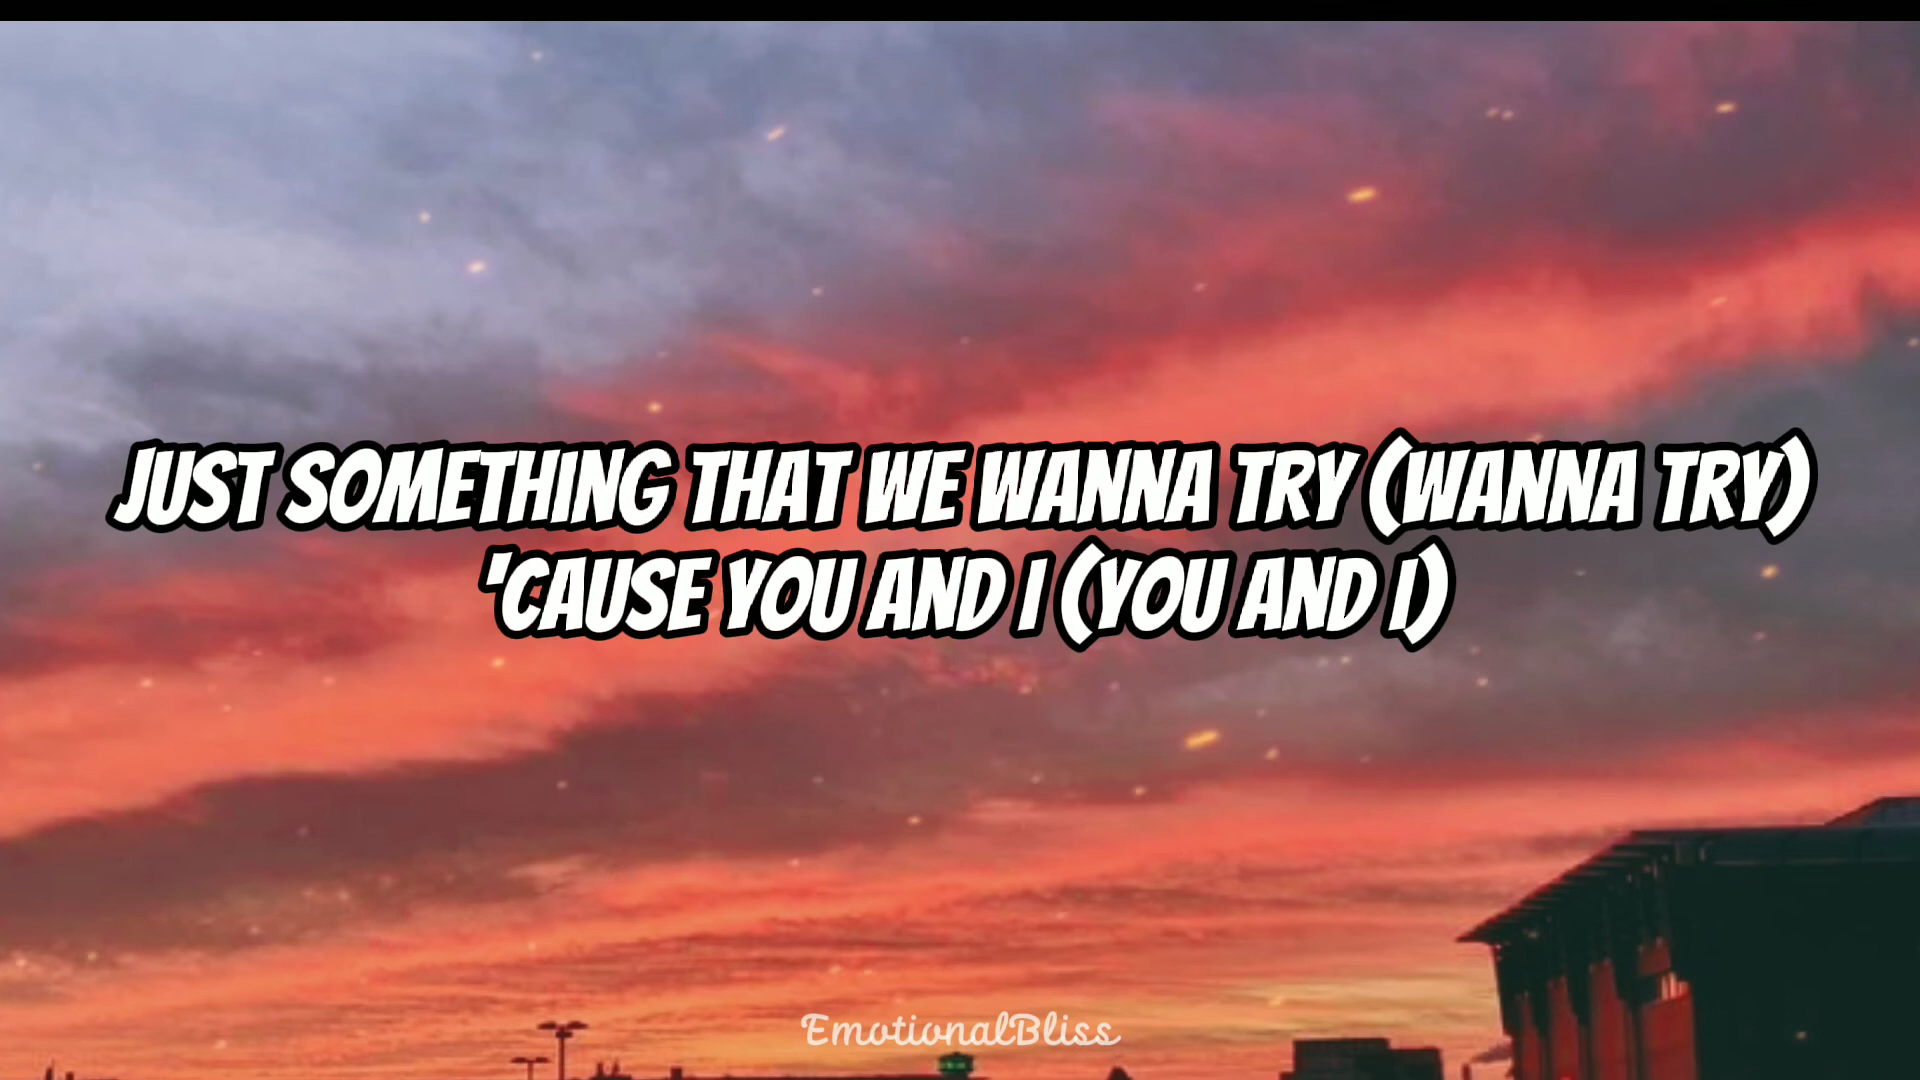 JUST SOMETHING THAT WE WANNA TRY (WANNA TRY)
'CAUSE YOU AND I (YOU AND I)
EmotionalBliss